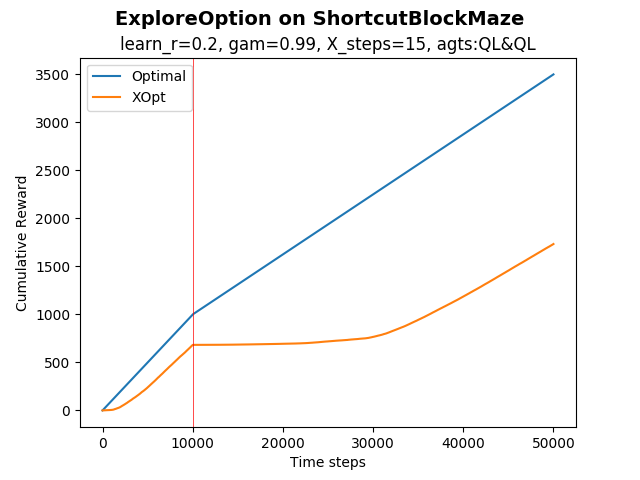 ExploreOption on ShortcutBlockMaze
learn_r=0.2, gam=0.99, X_steps=15, agts:QL&QL
Optimal
XOpt
3500
3000
2500
2000
1500
1000
500
0
Cumulative Reward
0 10000 20000 30000 40000 50000
Time steps